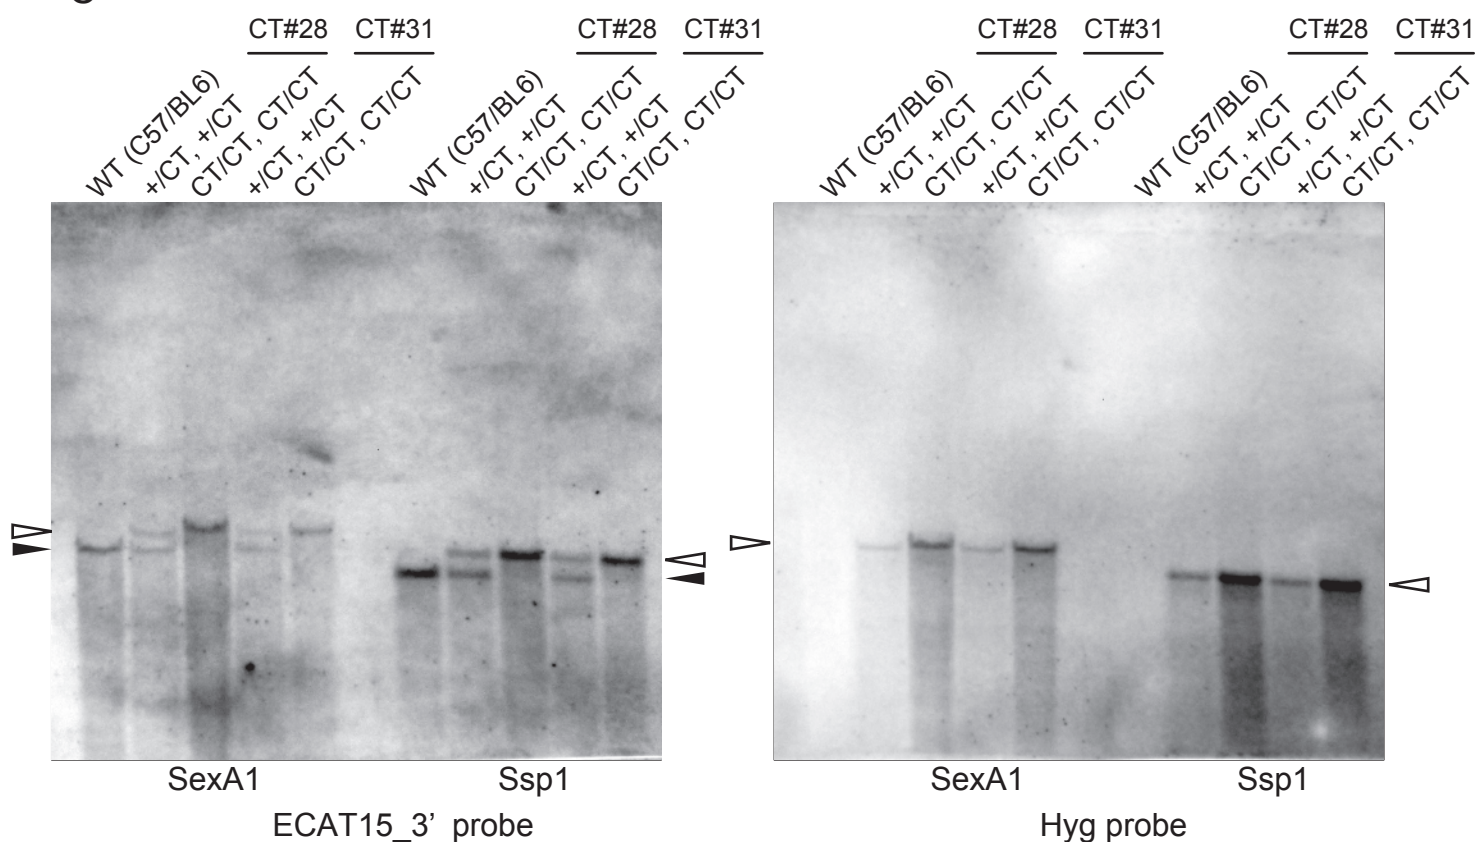 CT#28 CT#31 CT#28 CT#31 CT#28 CT#31 CT#28 CT#31
WT (C57/BL6)
+/CT, +/CT
CT/CT, CT/CT
+/CT, +/CT
CT/CT, CT/CT
WT (C57/BL6)
+/CT, +/CT
CT/CT, CT/CT
+/CT, +/CT
CT/CT, CT/CT
WT (C57/BL6)
+/CT, +/CT
CT/CT, CT/CT
+/CT, +/CT
CT/CT, CT/CT
WT (C57/BL6)
+/CT, +/CT
CT/CT, CT/CT
+/CT, +/CT
CT/CT, CT/CT
SexA1 Ssp1 SexA1 Ssp1
ECAT15_3’ probe Hyg probe